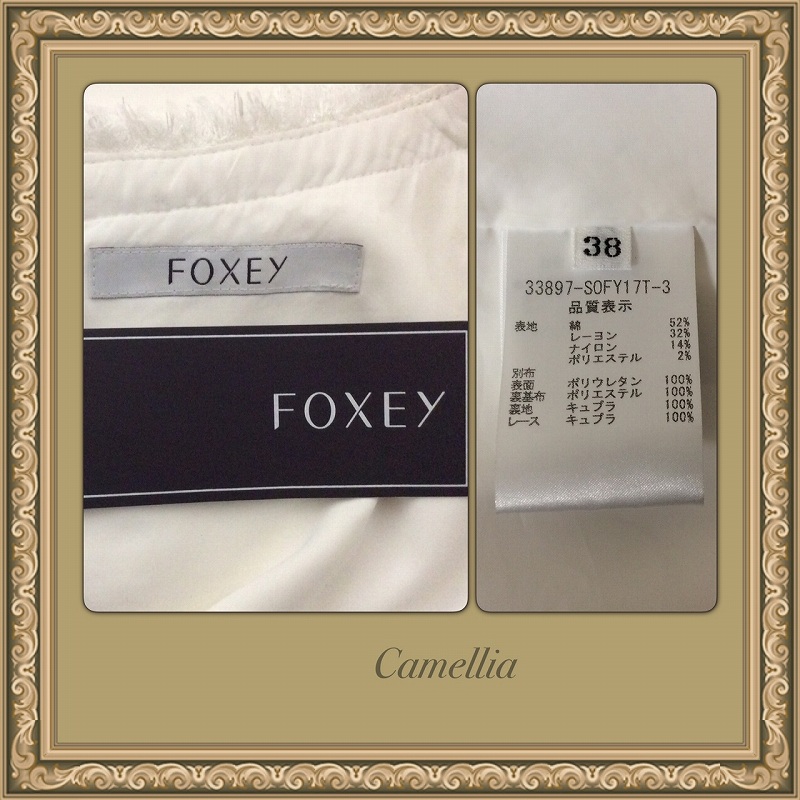 FOXEY
FOXEY
38
33897-SOFY17T-3
品質表示
表地 綿 52%
レーヨン 32%
ナイロン 14%
ポリエステル 2%
別布
表面 ポリウレタン 100%
裏基布 ポリエステル 100%
裏地 キュプラ 100%
レース キュプラ 100%
Camellia